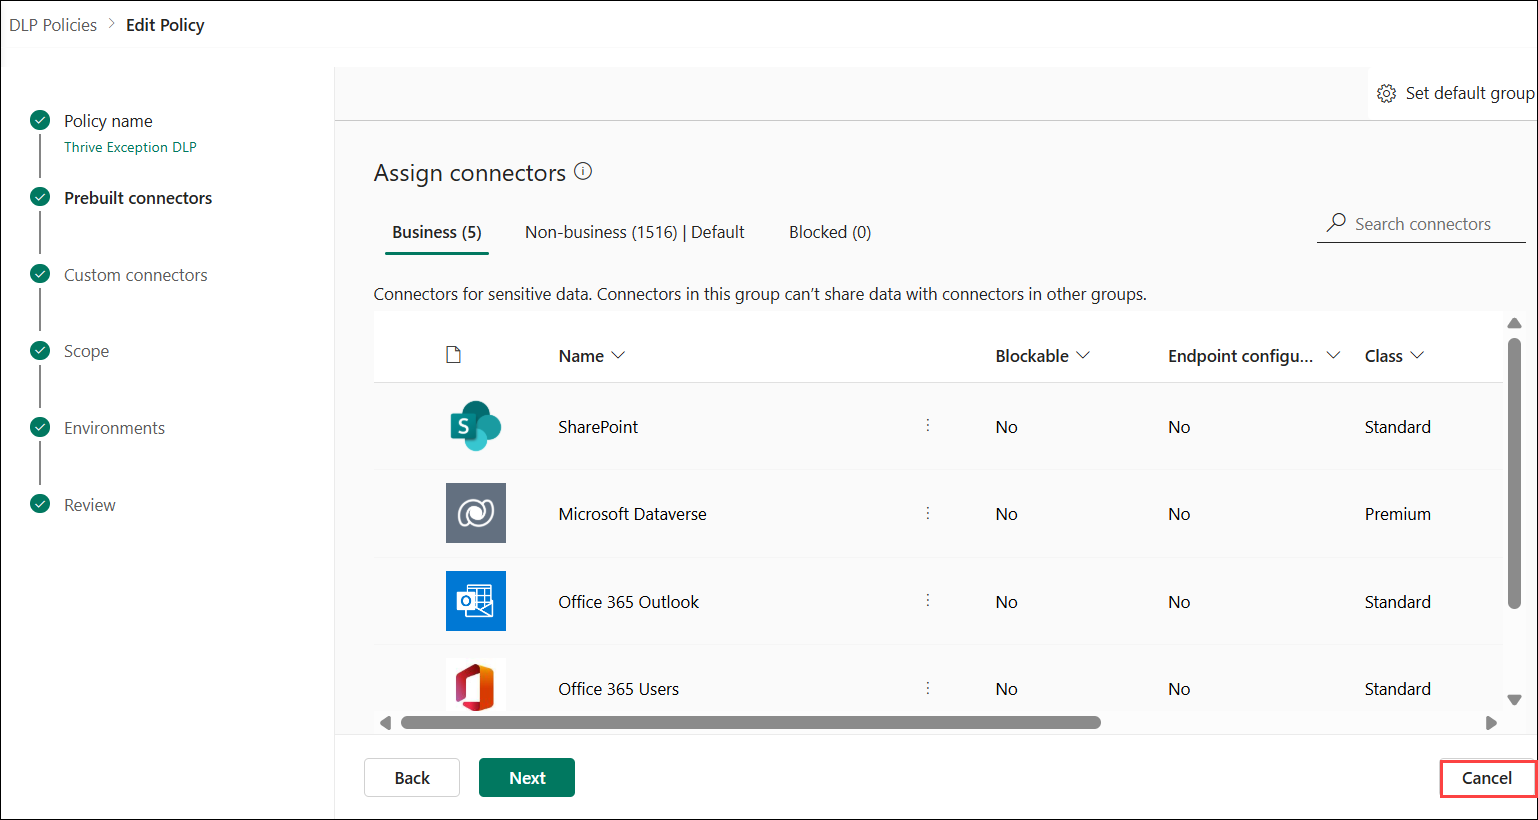 DLP Policies > Edit Policy
Set default group
Policy name
Thrive Exception DLP
Prebuilt connectors
Custom connectors
Scope
Environments
Review
Assign connectors
Business (5) Non-business (1516) | Default Blocked (0)
Search connectors
Connectors for sensitive data. Connectors in this group can't share data with connectors in other groups.
Name Blockable Endpoint configu... Class
S SharePoint No No Standard
Microsoft Dataverse No No Premium
O Office 365 Outlook No No Standard
Office 365 Users No No Standard
Back Next Cancel